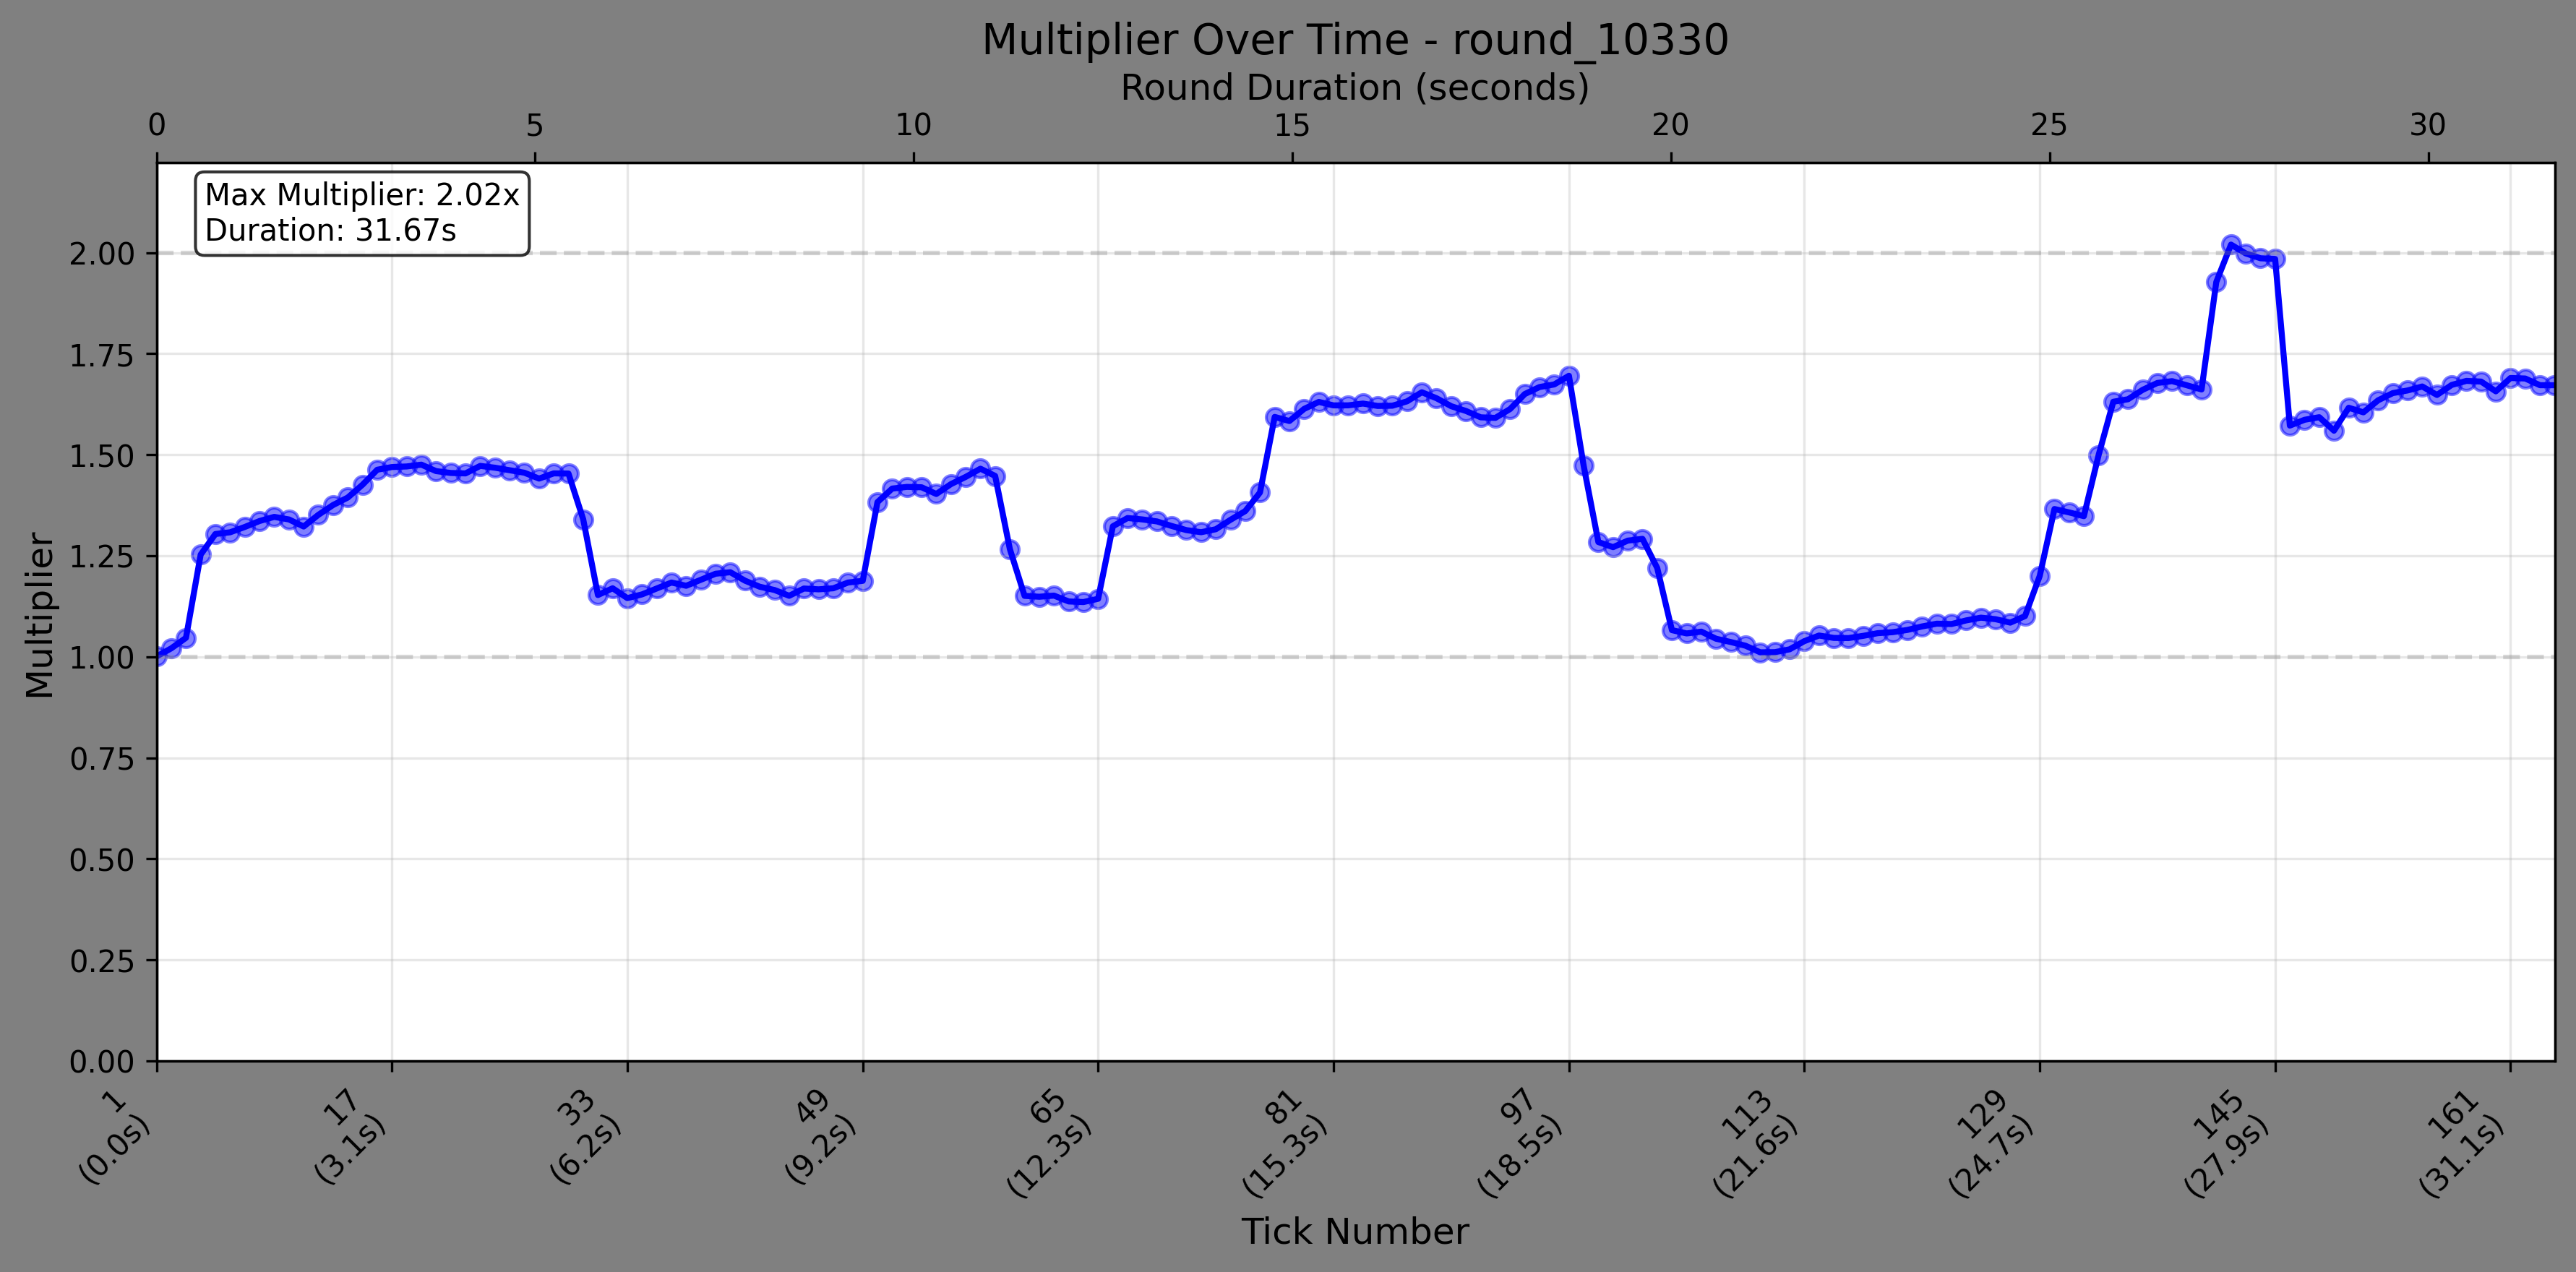 Multiplier Over Time - round_10330
Round Duration (seconds)
0 5 10 15 20 25 30
Max Multiplier: 2.02x
Duration: 31.67s
Multiplier
2.00
1.75
1.50
1.25
1.00
0.75
0.50
0.25
0.00
1
(0.0s)
17
(3.1s)
33
(6.2s)
49
(9.2s)
65
(12.3s)
81
(15.3s)
97
(18.5s)
113
(21.6s)
129
(24.7s)
145
(27.9s)
161
(31.1s)
Tick Number